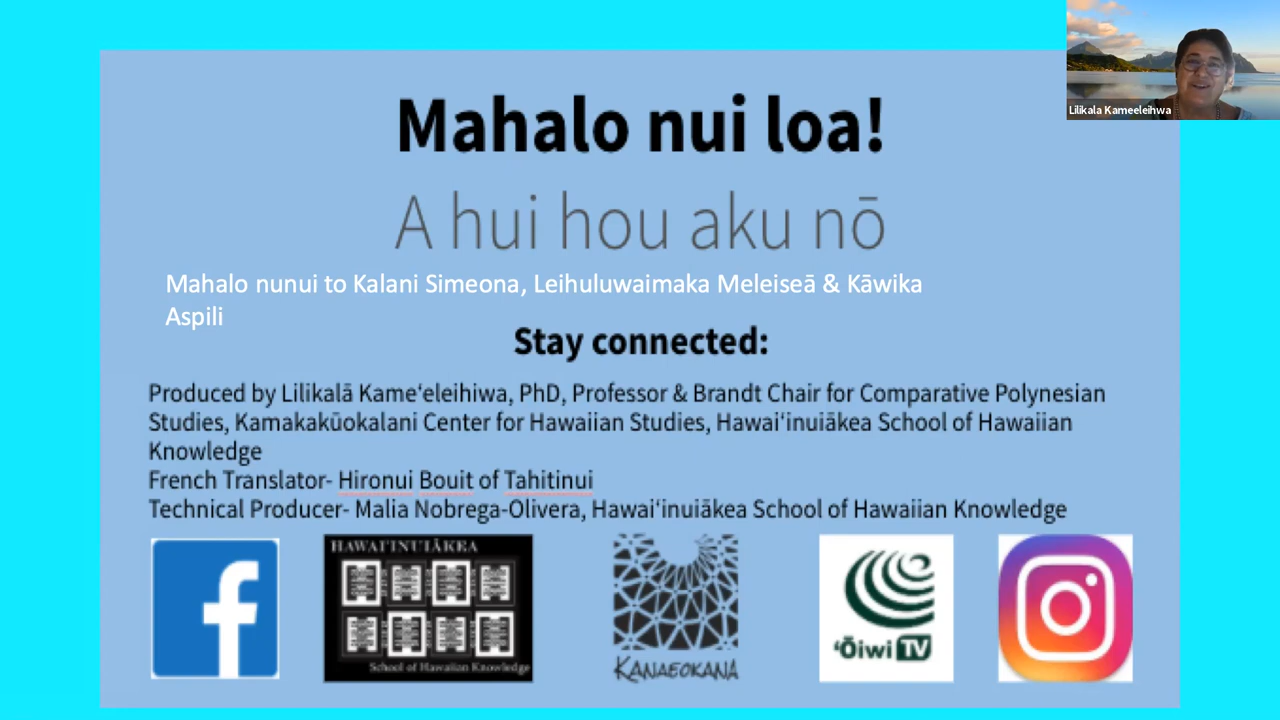 Lilikala Kameeleihwa
Mahalo nui loa!
A hui hou aku nō
Mahalo nunui to Kalani Simeona, Leihuluwaimaka Meleiseā & Kāwika
Aspili
Stay connected:
Produced by Lilikalā Kameʻeleihiwa, PhD, Professor & Brandt Chair for Comparative Polynesian
Studies, Kamakakūokalani Center for Hawaiian Studies, Hawaiʻinuiākea School of Hawaiian
Knowledge
French Translator- Hironui Bouit of Tahitinui
Technical Producer- Malia Nobrega-Olivera, Hawaiʻinuiākea School of Hawaiian Knowledge
HAWAIʻINUIĀKEA
School of Hawaiian Knowledge
KANAEOKANA
ʻŌiwi TV